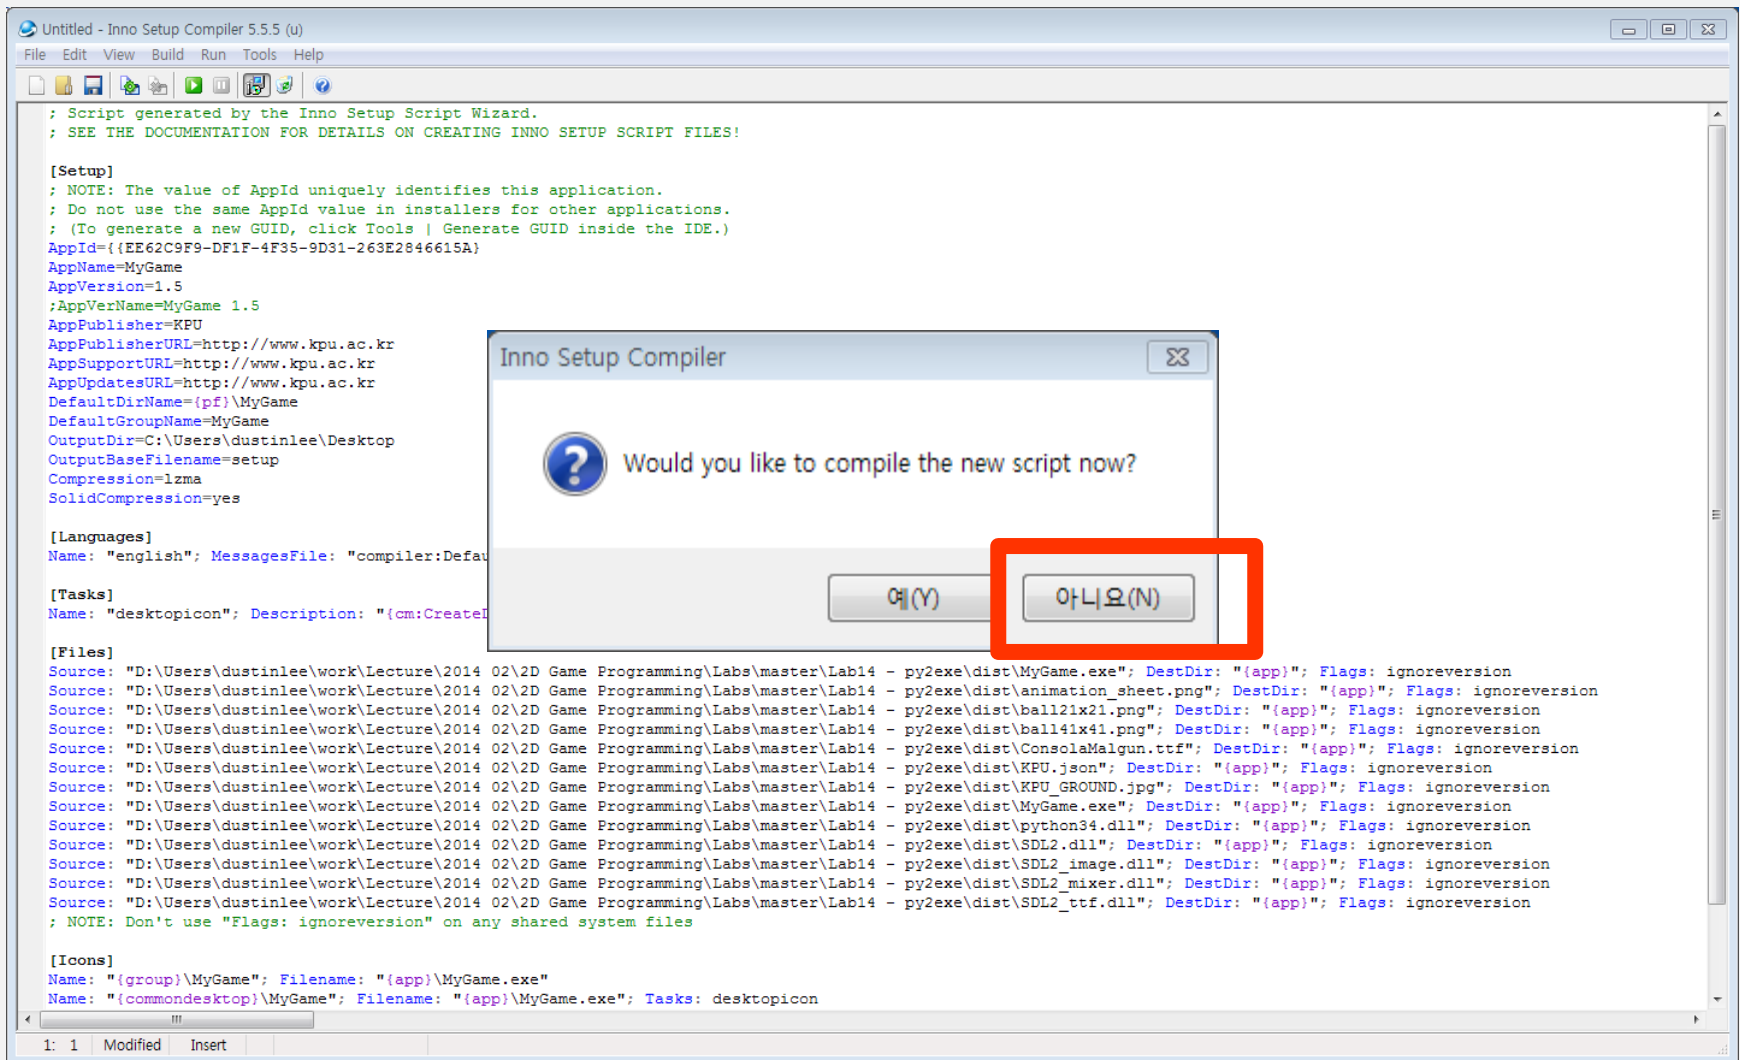 Untitled - Inno Setup Compiler 5.5.5 (u)
File Edit View Build Run Tools Help
; Script generated by the Inno Setup Script Wizard.
; SEE THE DOCUMENTATION FOR DETAILS ON CREATING INNO SETUP SCRIPT FILES!
[Setup]
; NOTE: The value of AppId uniquely identifies this application.
; Do not use the same AppId value in installers for other applications.
; (To generate a new GUID, click Tools | Generate GUID inside the IDE.)
AppId={{EE62C9F9-DF1F-4F35-9D31-263E2846615A}
AppName=MyGame
AppVersion=1.5
;AppVerName=MyGame 1.5
AppPublisher=KPU
AppPublisherURL=http://www.kpu.ac.kr
AppSupportURL=http://www.kpu.ac.kr
AppUpdatesURL=http://www.kpu.ac.kr
DefaultDirName={pf}\MyGame
DefaultGroupName=MyGame
OutputDir=C:\Users\dustinlee\Desktop
OutputBaseFilename=setup
Compression=lzma
SolidCompression=yes
[Languages]
Name: "english"; MessagesFile: "compiler:Defau
[Tasks]
Name: "desktopicon"; Description: "{cm:CreateD
Inno Setup Compiler
Would you like to compile the new script now?
예(Y) 아니요(N)
[Files]
Source: "D:\Users\dustinlee\work\Lecture\2014 02\2D Game Programming\Labs\master\Lab14 - py2exe\dist\MyGame.exe"; DestDir: "{app}"; Flags: ignoreversion
Source: "D:\Users\dustinlee\work\Lecture\2014 02\2D Game Programming\Labs\master\Lab14 - py2exe\dist\animation_sheet.png"; DestDir: "{app}"; Flags: ignoreversion
Source: "D:\Users\dustinlee\work\Lecture\2014 02\2D Game Programming\Labs\master\Lab14 - py2exe\dist\ball21x21.png"; DestDir: "{app}"; Flags: ignoreversion
Source: "D:\Users\dustinlee\work\Lecture\2014 02\2D Game Programming\Labs\master\Lab14 - py2exe\dist\ball41x41.png"; DestDir: "{app}"; Flags: ignoreversion
Source: "D:\Users\dustinlee\work\Lecture\2014 02\2D Game Programming\Labs\master\Lab14 - py2exe\dist\ConsolaMalgun.ttf"; DestDir: "{app}"; Flags: ignoreversion
Source: "D:\Users\dustinlee\work\Lecture\2014 02\2D Game Programming\Labs\master\Lab14 - py2exe\dist\KPU.json"; DestDir: "{app}"; Flags: ignoreversion
Source: "D:\Users\dustinlee\work\Lecture\2014 02\2D Game Programming\Labs\master\Lab14 - py2exe\dist\KPU_GROUND.jpg"; DestDir: "{app}"; Flags: ignoreversion
Source: "D:\Users\dustinlee\work\Lecture\2014 02\2D Game Programming\Labs\master\Lab14 - py2exe\dist\MyGame.exe"; DestDir: "{app}"; Flags: ignoreversion
Source: "D:\Users\dustinlee\work\Lecture\2014 02\2D Game Programming\Labs\master\Lab14 - py2exe\dist\python34.dll"; DestDir: "{app}"; Flags: ignoreversion
Source: "D:\Users\dustinlee\work\Lecture\2014 02\2D Game Programming\Labs\master\Lab14 - py2exe\dist\SDL2.dll"; DestDir: "{app}"; Flags: ignoreversion
Source: "D:\Users\dustinlee\work\Lecture\2014 02\2D Game Programming\Labs\master\Lab14 - py2exe\dist\SDL2_image.dll"; DestDir: "{app}"; Flags: ignoreversion
Source: "D:\Users\dustinlee\work\Lecture\2014 02\2D Game Programming\Labs\master\Lab14 - py2exe\dist\SDL2_mixer.dll"; DestDir: "{app}"; Flags: ignoreversion
Source: "D:\Users\dustinlee\work\Lecture\2014 02\2D Game Programming\Labs\master\Lab14 - py2exe\dist\SDL2_ttf.dll"; DestDir: "{app}"; Flags: ignoreversion
; NOTE: Don't use "Flags: ignoreversion" on any shared system files
[Icons]
Name: "{group}\MyGame"; Filename: "{app}\MyGame.exe"
Name: "{commondesktop}\MyGame"; Filename: "{app}\MyGame.exe"; Tasks: desktopicon
1: 1 Modified Insert